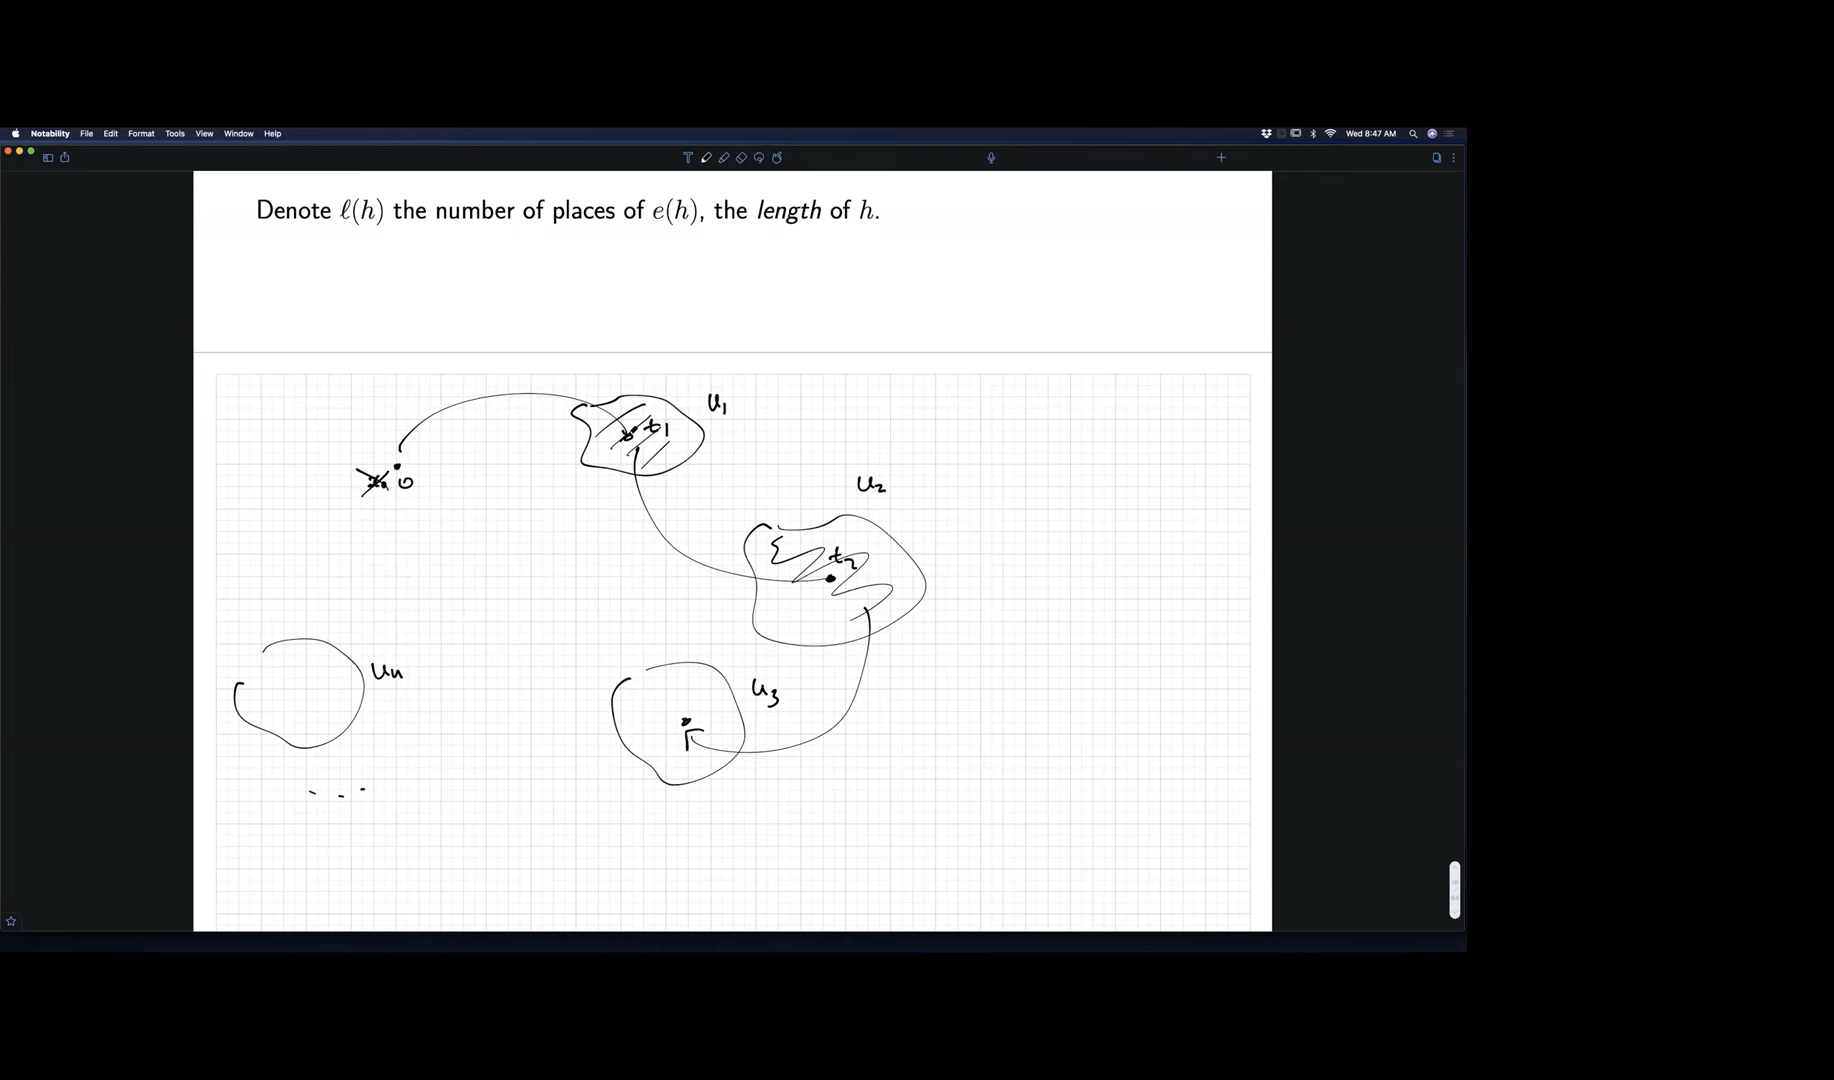 Notability File Edit Format Tools View Window Help
Wed 8:47 AM
Denote ℓ(h) the number of places of e(h), the length of h.
u₁
t₁
0
u₂
t₂
uₙ
u₃